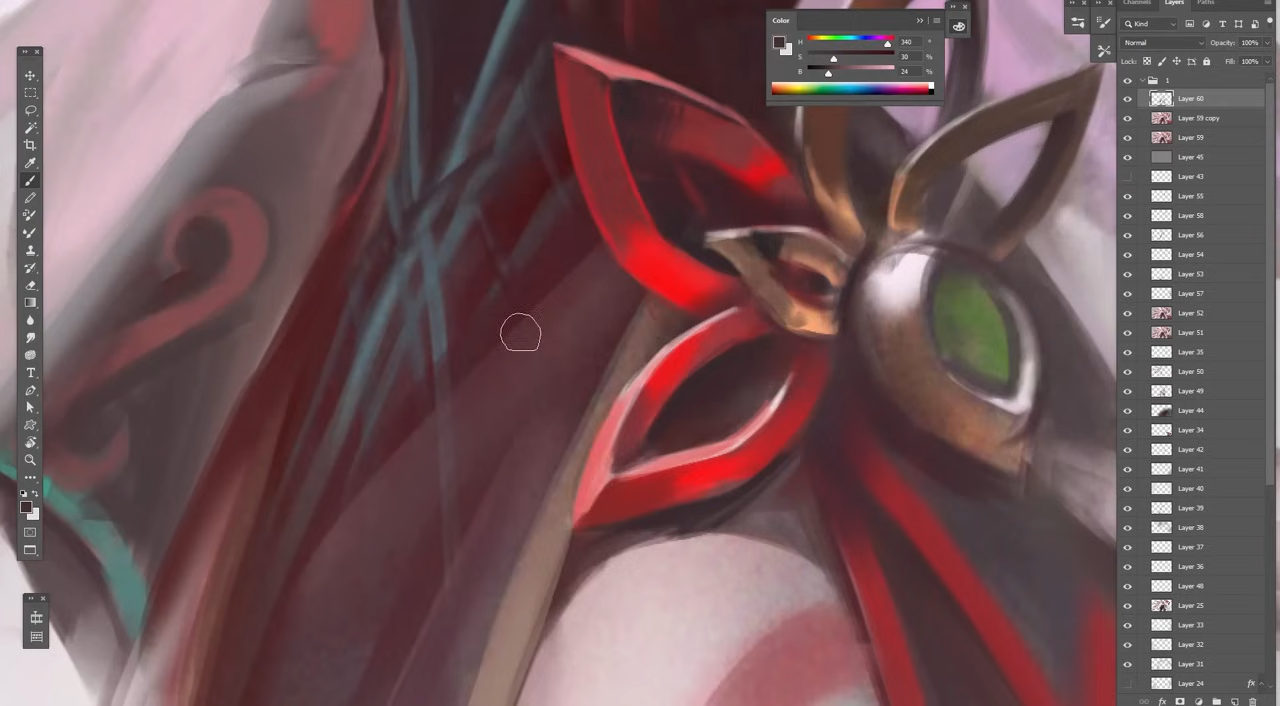 Channels Layers Paths
Color
Kind
H 340 °
Normal Opacity: 100%
S 30 %
Lock: Fill: 100%
B 24 %
1
Layer 60
Layer 59 copy
Layer 59
Layer 45
Layer 43
Layer 55
Layer 58
Layer 56
Layer 54
Layer 53
Layer 57
Layer 52
Layer 51
Layer 35
Layer 50
Layer 49
Layer 44
Layer 34
Layer 42
Layer 41
Layer 40
Layer 39
Layer 38
Layer 37
Layer 36
Layer 48
Layer 25
Layer 33
Layer 32
Layer 31
Layer 24 fx
fx